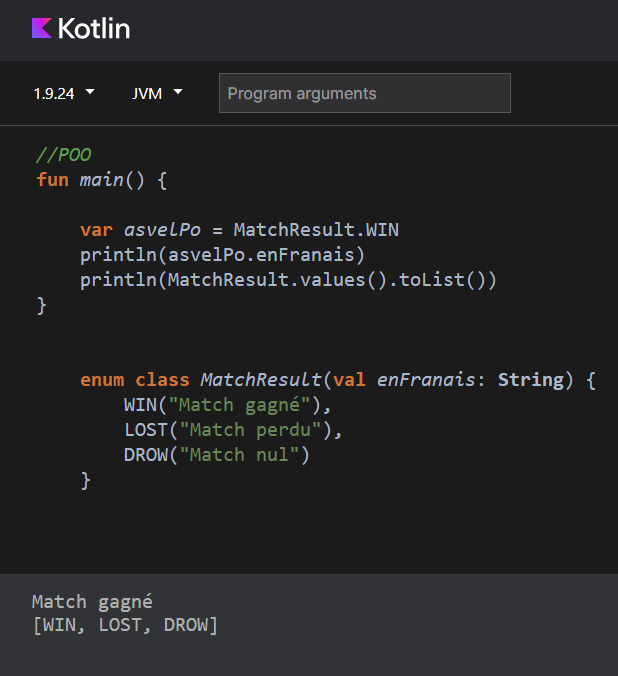 Kotlin
1.9.24 JVM Program arguments
//POO
fun main() {
var asvelPo = MatchResult.WIN
println(asvelPo.enFranais)
println(MatchResult.values().toList())
}
enum class MatchResult(val enFranais: String) {
WIN("Match gagné"),
LOST("Match perdu"),
DROW("Match nul")
}
Match gagné
[WIN, LOST, DROW]